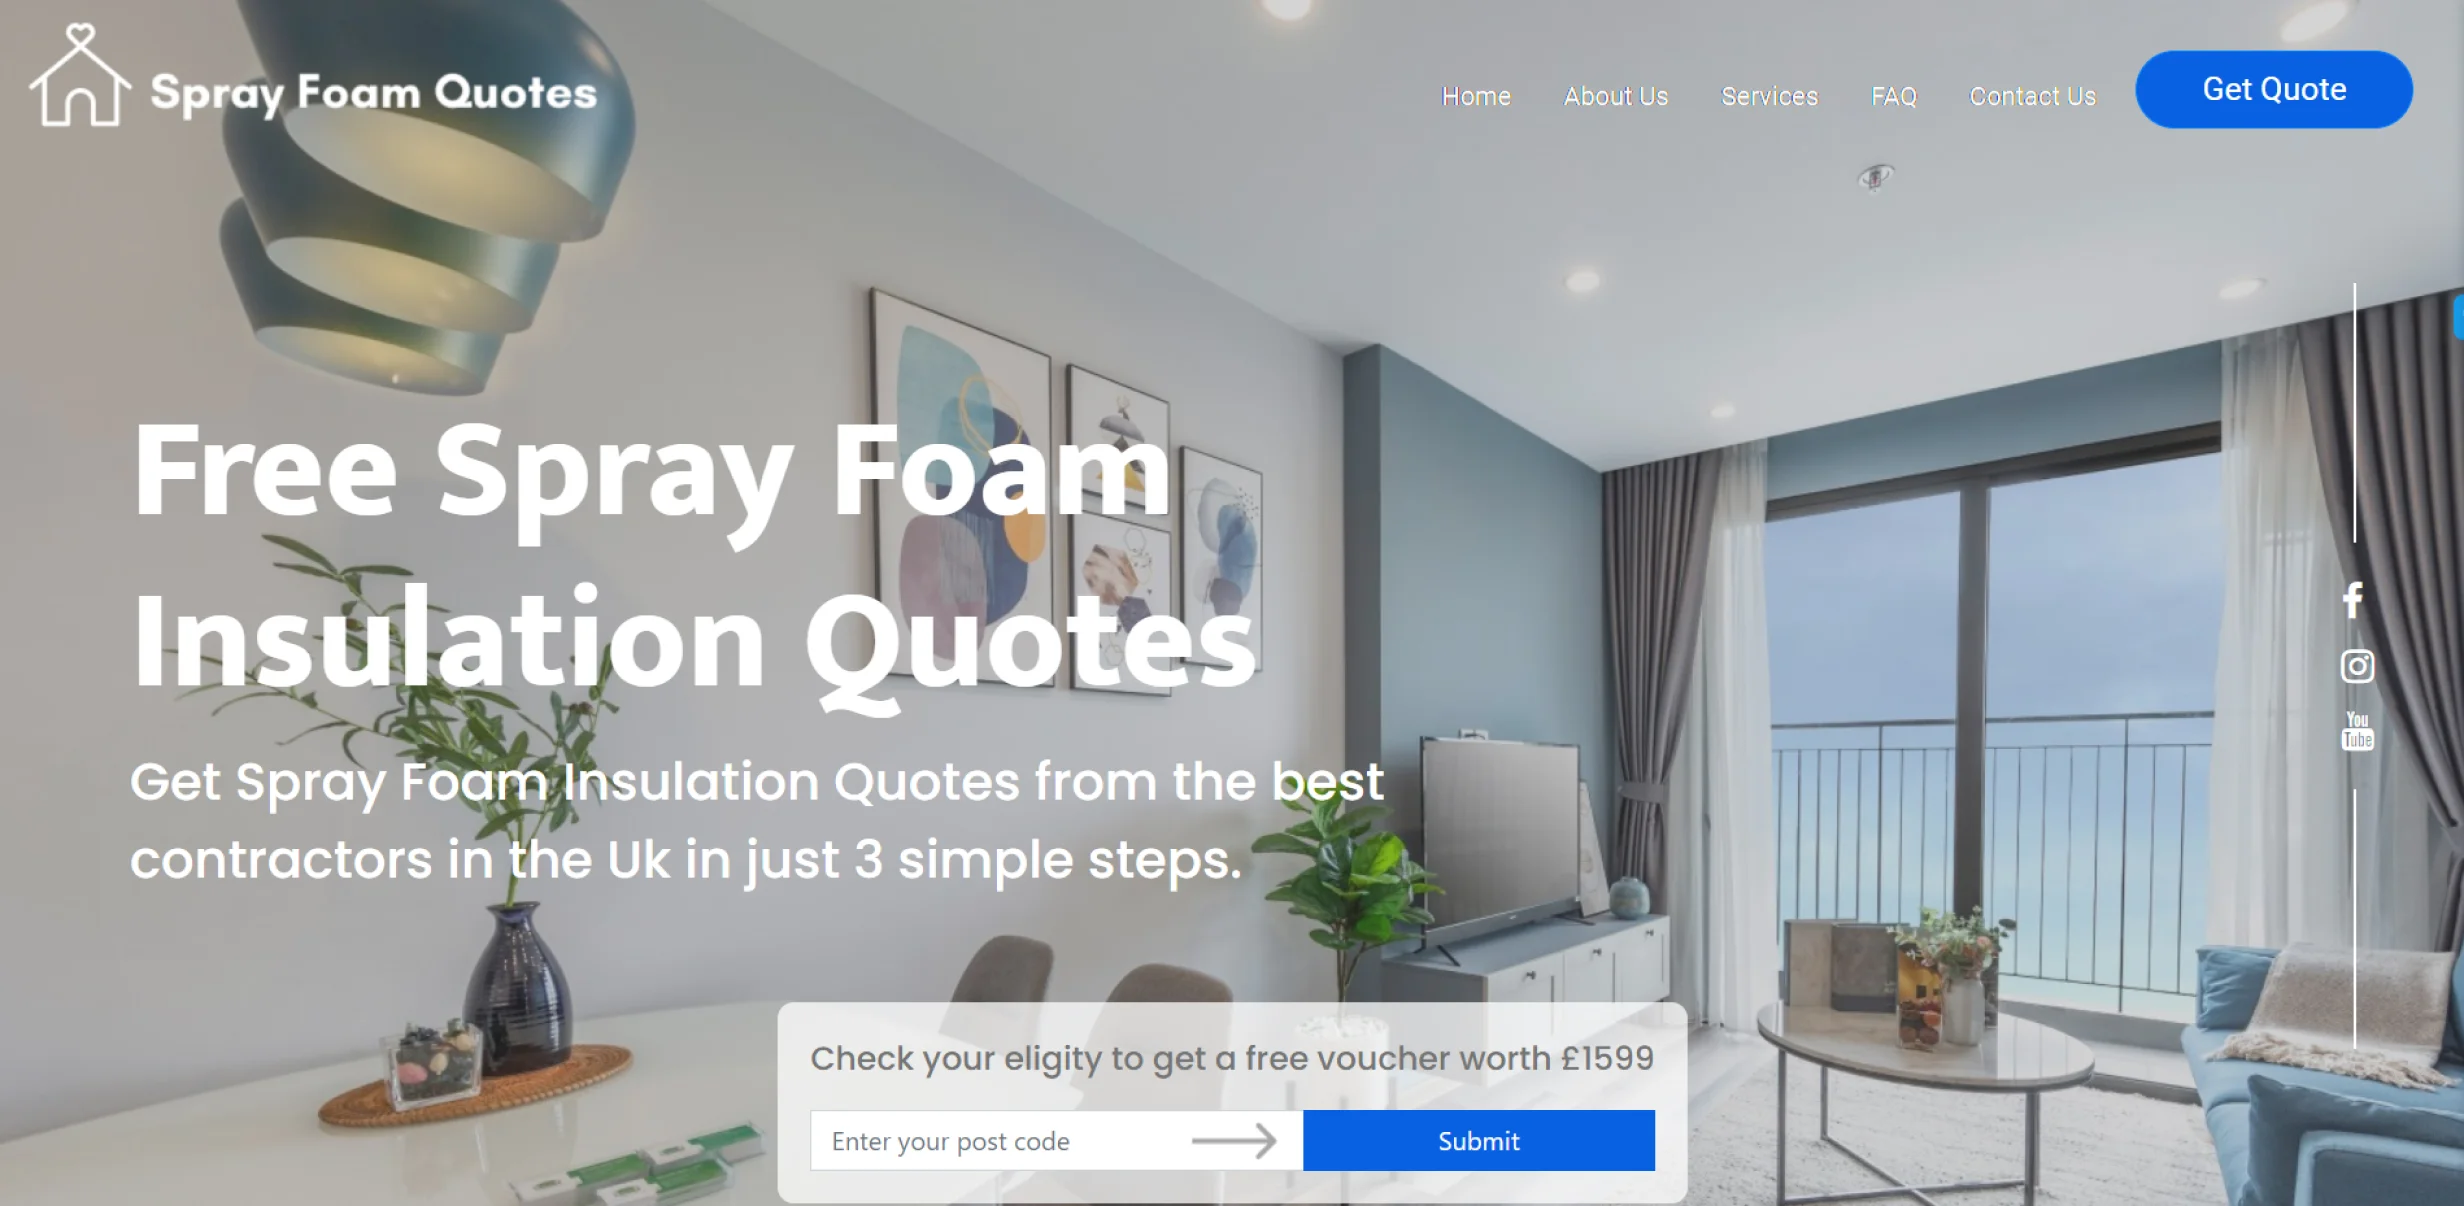 Spray Foam Quotes
Home About Us Services FAQ Contact Us Get Quote
Free Spray Foam
Insulation Quotes
Get Spray Foam Insulation Quotes from the best
contractors in the Uk in just 3 simple steps.
You
Tube
Check your eligity to get a free voucher worth £1599
Enter your post code
Submit